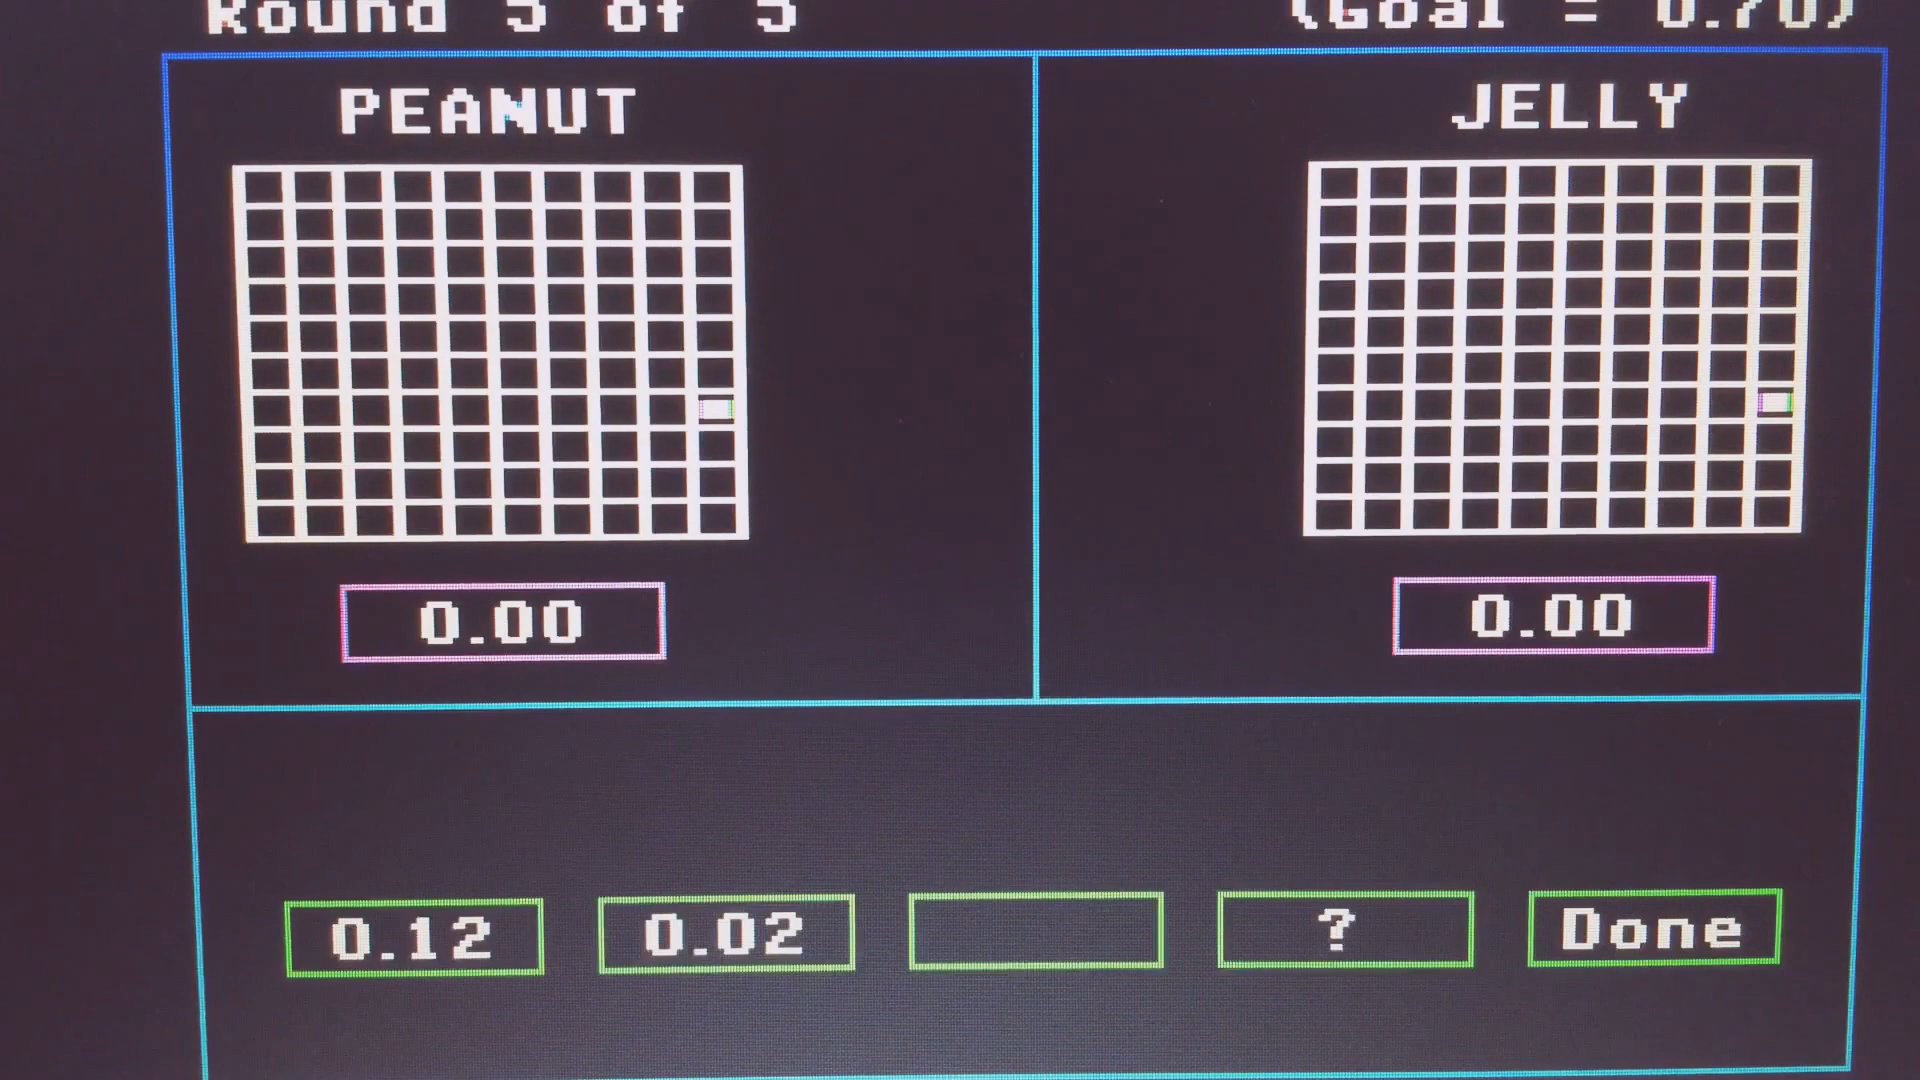 Round 5 of 5 (Goal = 0.70)
PEANUT JELLY
0.00 0.00
0.12 0.02 ? Done